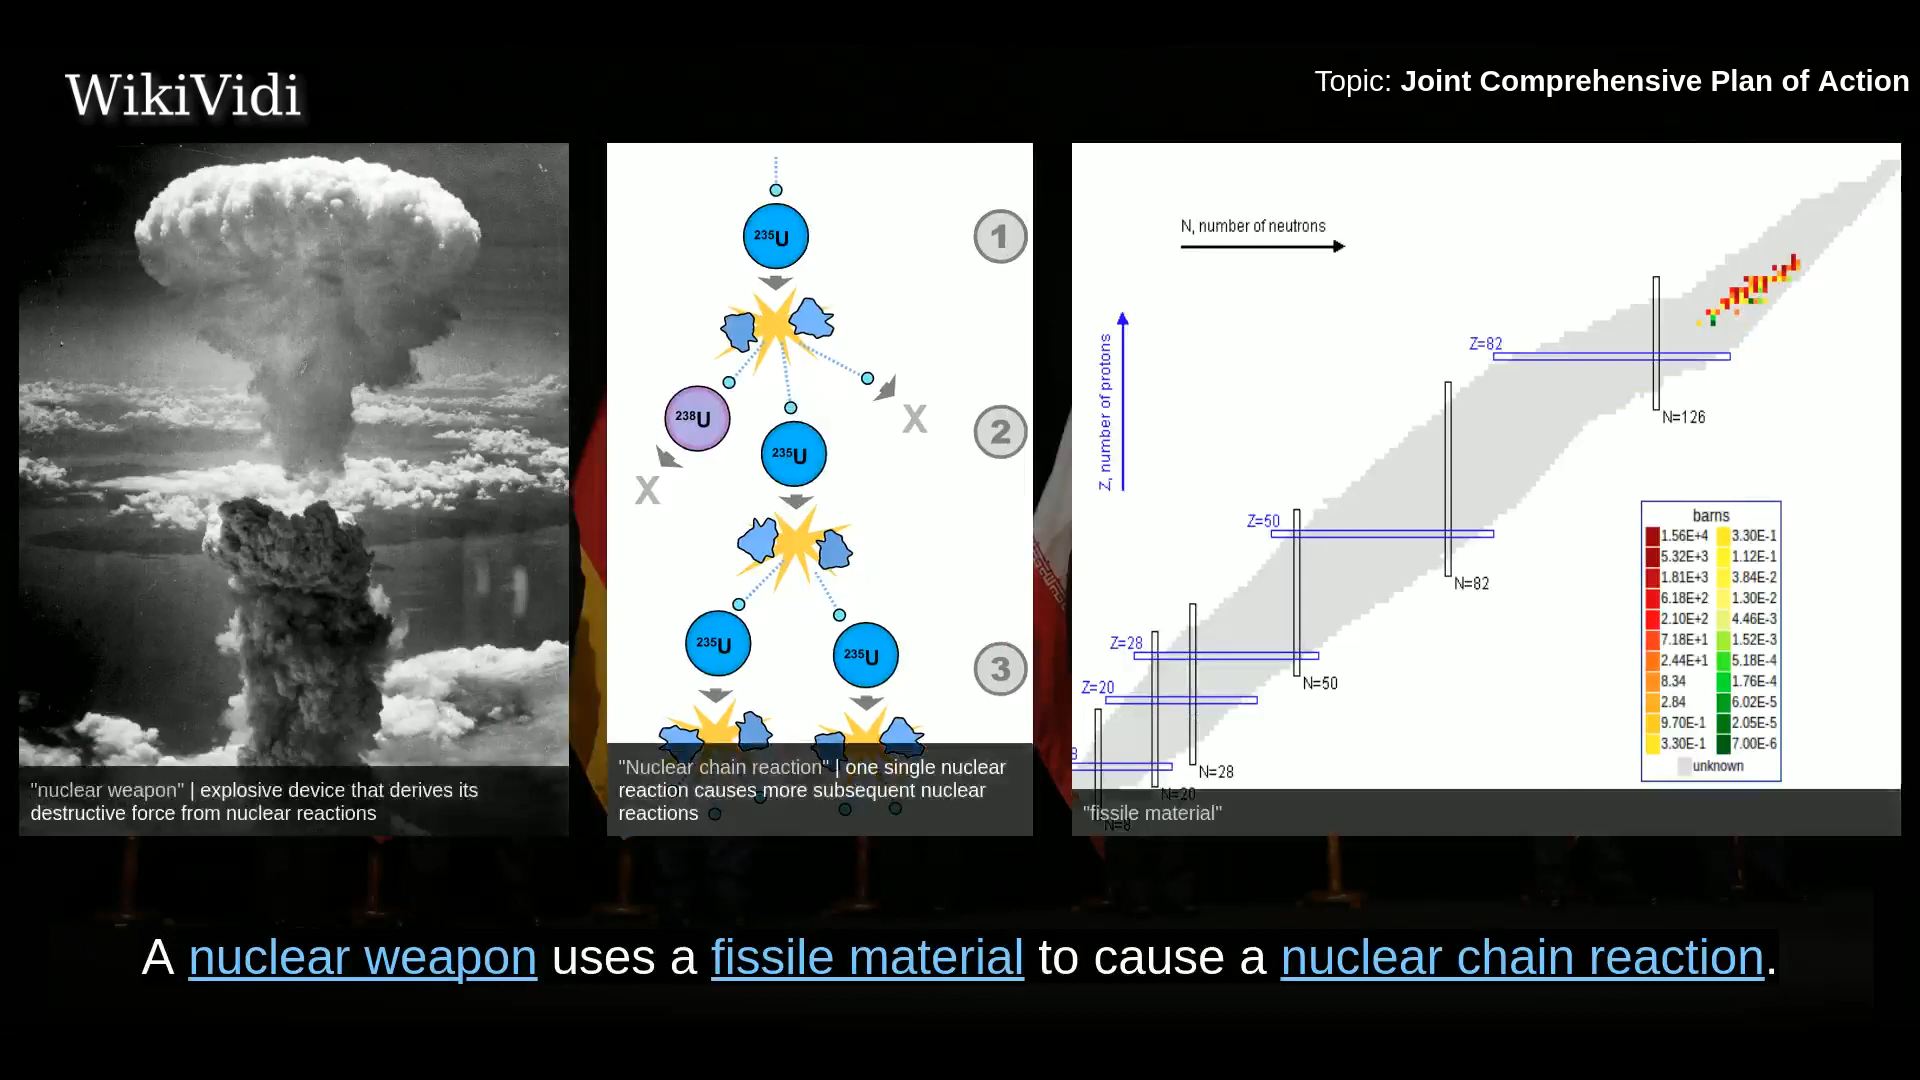 WikiVidi
Topic: Joint Comprehensive Plan of Action
"nuclear weapon" | explosive device that derives its
destructive force from nuclear reactions
235U
1
238U
X
2
235U
X
235U
235U
3
"Nuclear chain reaction" | one single nuclear
reaction causes more subsequent nuclear
reactions
N, number of neutrons
Z, number of protons
Z=82
N=126
Z=50
N=82
Z=28
N=50
Z=20
N=28
8
N=20
N=8
barns
1.56E+4 3.30E-1
5.32E+3 1.12E-1
1.81E+3 3.84E-2
6.18E+2 1.30E-2
2.10E+2 4.46E-3
7.18E+1 1.52E-3
2.44E+1 5.18E-4
8.34 1.76E-4
2.84 6.02E-5
9.70E-1 2.05E-5
3.30E-1 7.00E-6
unknown
"fissile material"
A nuclear weapon uses a fissile material to cause a nuclear chain reaction.